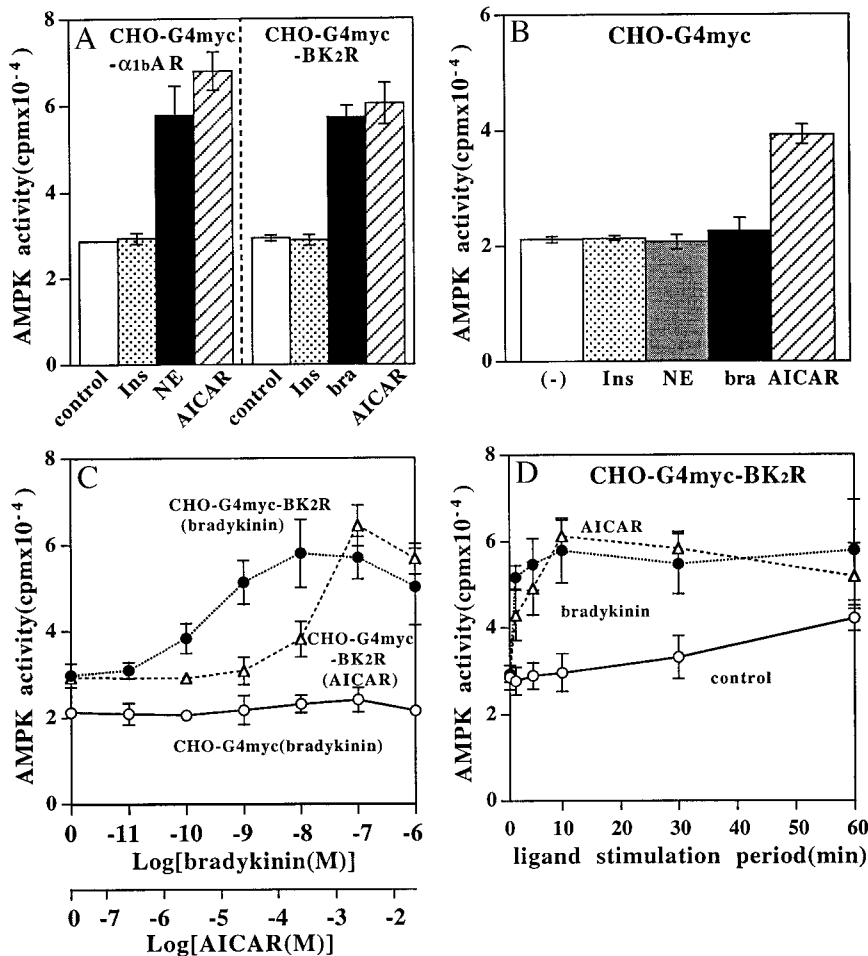 A
CHO-G4myc
-α1bAR
CHO-G4myc
-BK2R
AMPK activity(cpmx10⁻⁴)
8
6
4
2
0
control
Ins
NE
AICAR
control
Ins
bra
AICAR
B
CHO-G4myc
AMPK activity(cpmx10⁻⁴)
6
4
2
0
(-) Ins NE bra AICAR
C
CHO-G4myc-BK2R
(bradykinin)
CHO-G4myc
-BK2R
(AICAR)
CHO-G4myc(bradykinin)
AMPK activity(cpmx10⁻⁴)
8
6
4
2
0
0 -11 -10 -9 -8 -7 -6
Log[bradykinin(M)]
0 -7 -6 -5 -4 -3 -2
Log[AICAR(M)]
D
CHO-G4myc-BK2R
AICAR
bradykinin
control
AMPK activity(cpmx10⁻⁴)
8
6
4
2
0
0 10 20 30 40 50 60
ligand stimulation period(min)